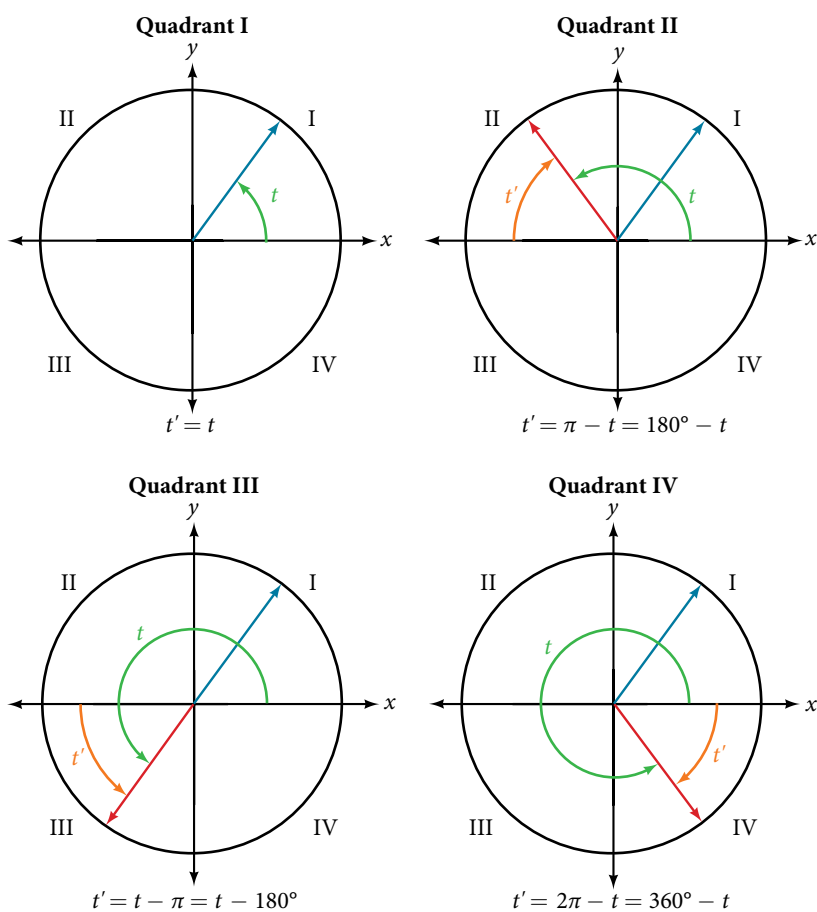 Quadrant I
y
II
I
t
x
III
IV
t′ = t
Quadrant II
y
II
I
t′
t
x
III
IV
t′ = π − t = 180° − t
Quadrant III
y
II
I
t
x
t′
III
IV
t′ = t − π = t − 180°
Quadrant IV
y
II
I
t
x
t′
III
IV
t′ = 2π − t = 360° − t